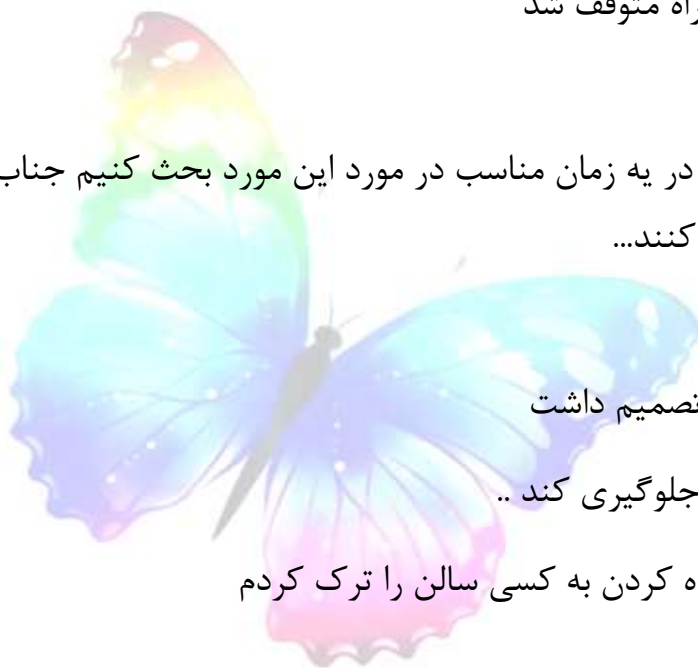 راه متوقف شد
در یه زمان مناسب در مورد این مورد بحث کنیم جناب
کنند...
تصمیم داشت
جلوگیری کند ..
کردن به کسی سالن را ترک کردم